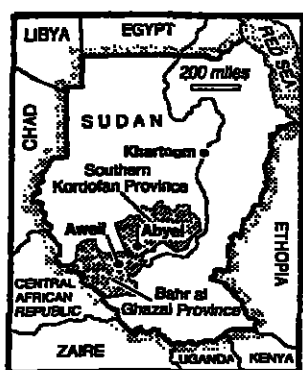 LIBYA
EGYPT
RED SEA
200 miles
CHAD
SUDAN
Khartoum
Southern
Kordofan Province
Aweil
Abyei
ETHIOPIA
CENTRAL
AFRICAN
REPUBLIC
Bahr al
Ghazal Province
ZAIRE
UGANDA
KENYA